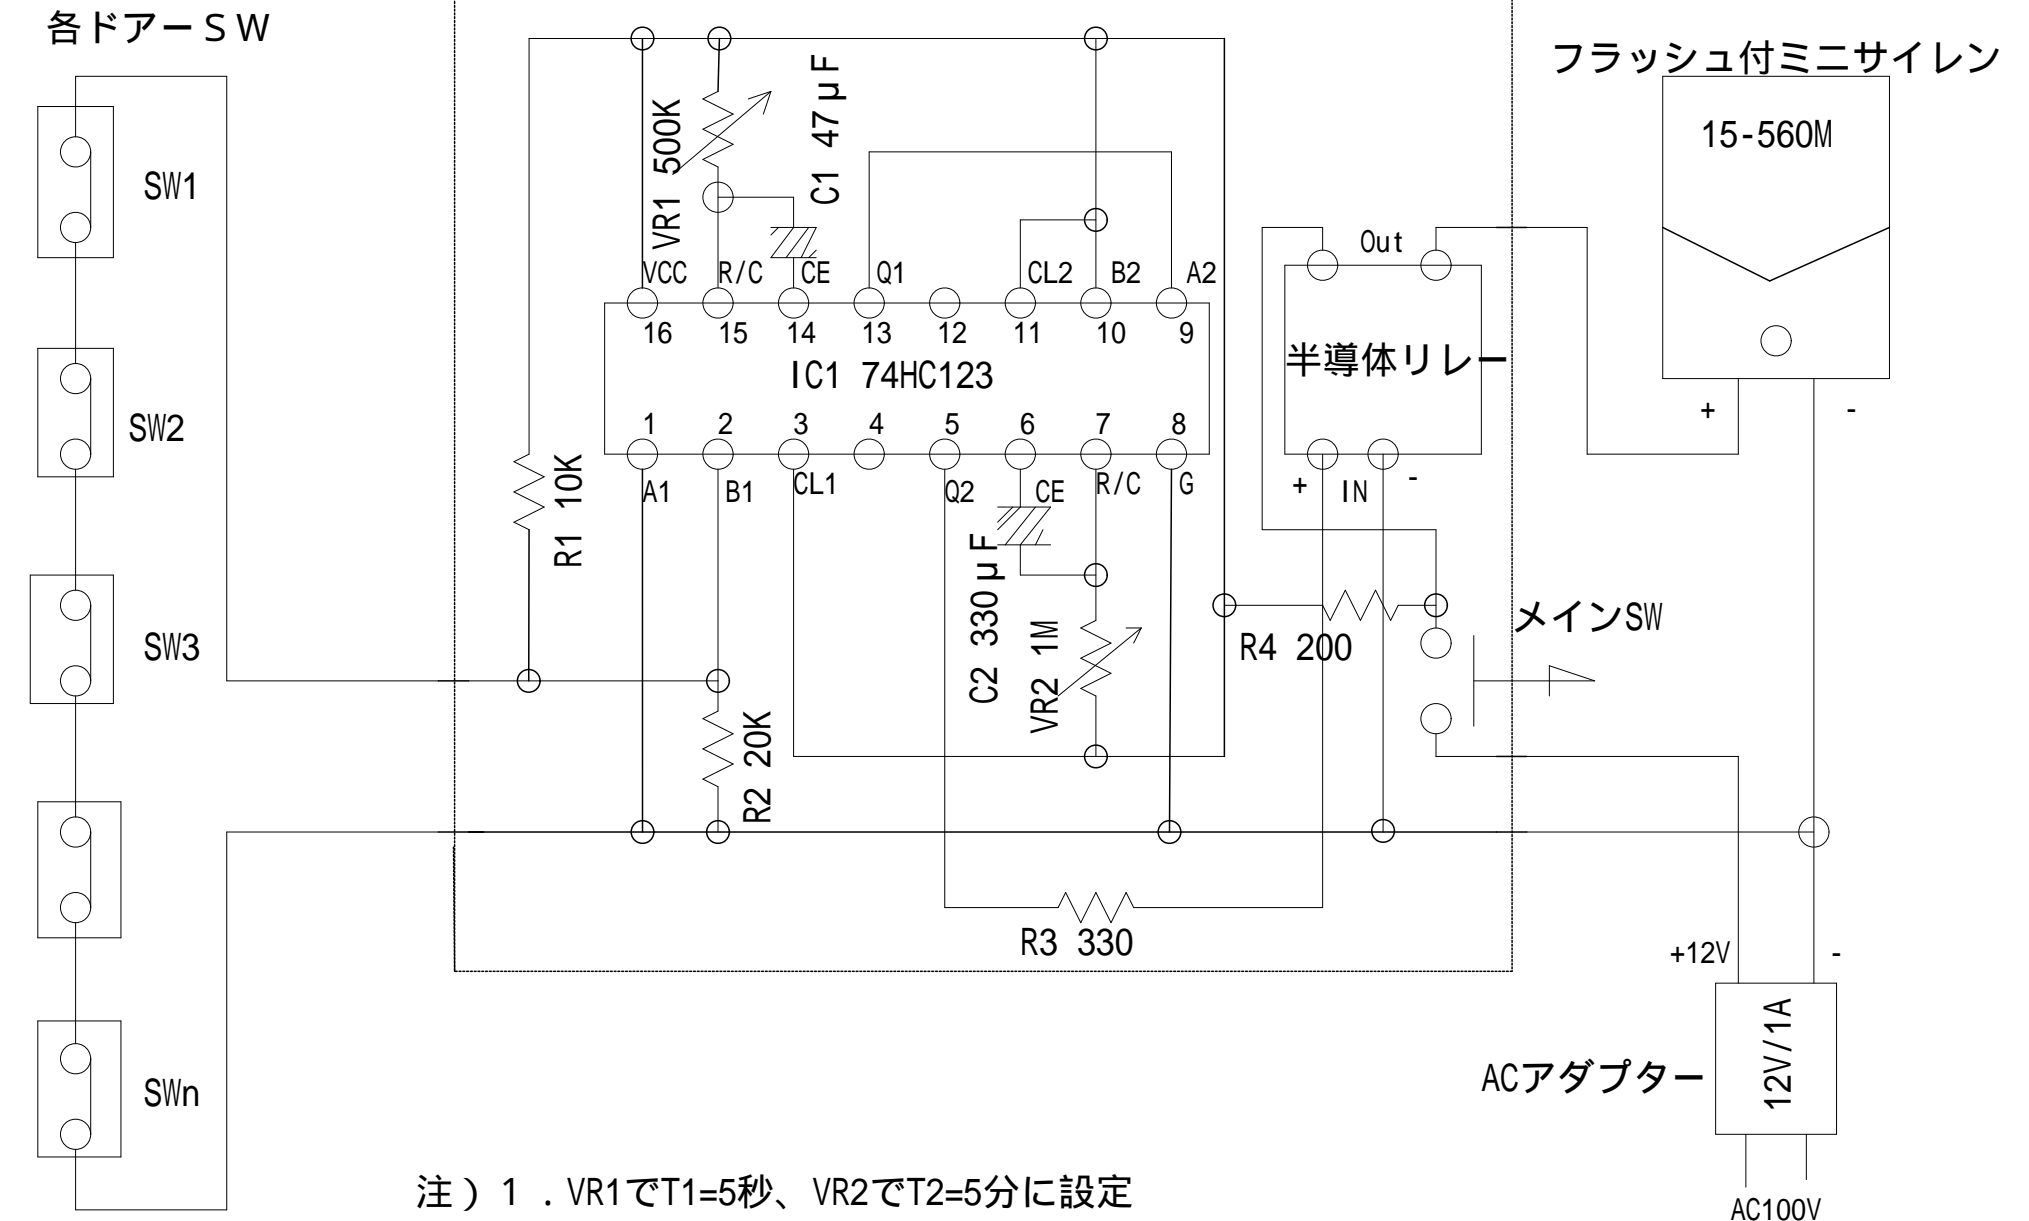 各ドアーＳＷ
フラッシュ付ミニサイレン
15-560M
SW1
SW2
SW3
SWn
VR1 500K
C1 47μF
VCC
R/C
CE
Q1
CL2
B2
A2
16
15
14
13
12
11
10
9
IC1 74HC123
1
2
3
4
5
6
7
8
A1
B1
CL1
Q2
CE
R/C
G
R1 10K
R2 20K
C2 330μF
VR2 1M
R3 330
R4 200
Out
半導体リレー
+
IN
-
+
-
メインSW
+12V
-
12V/1A
ACアダプター
AC100V
注）１．VR1でT1=5秒、VR2でT2=5分に設定